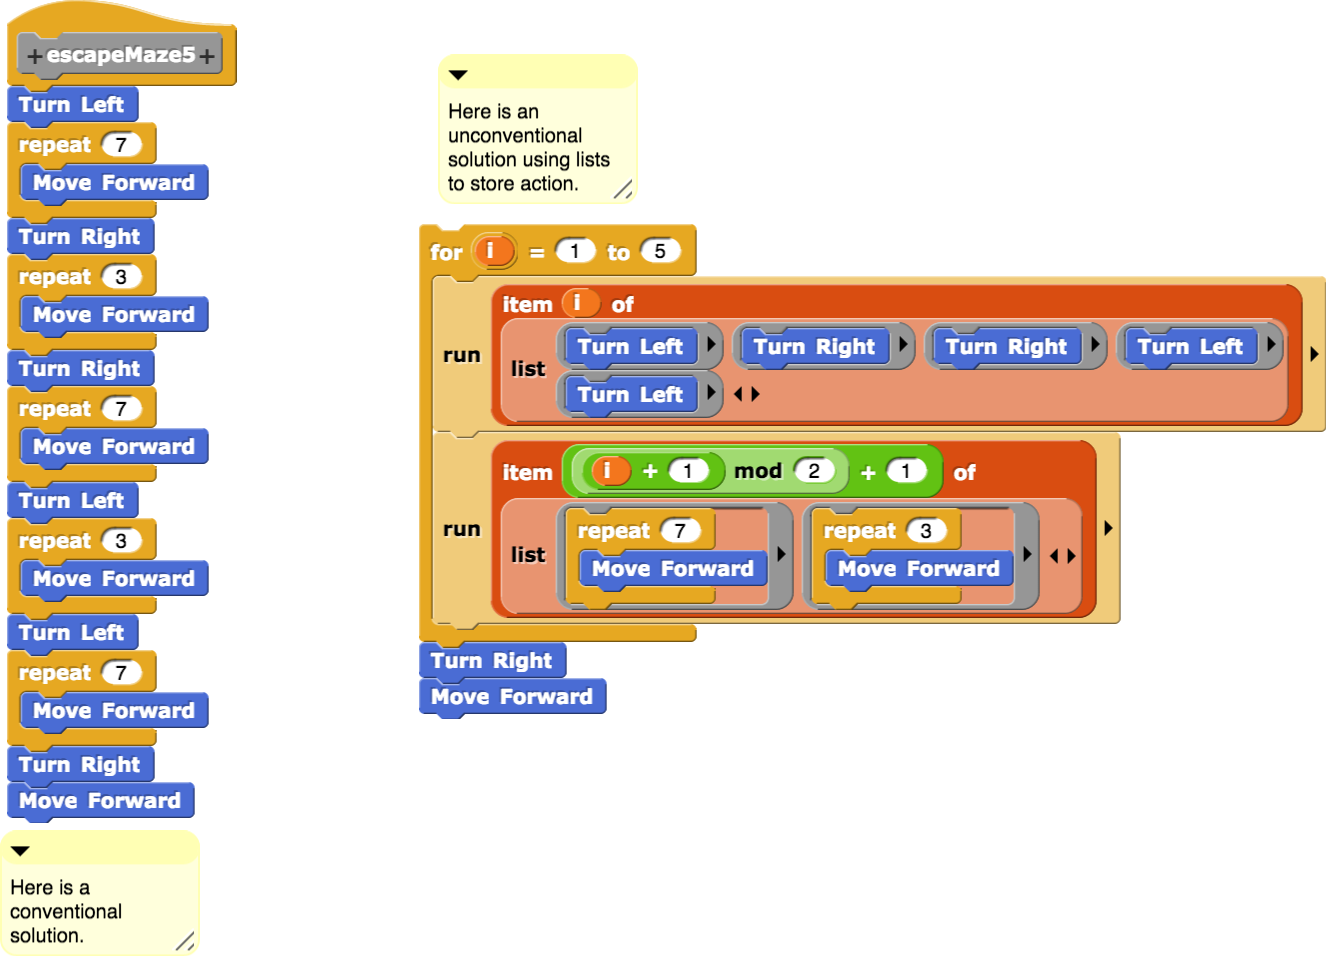 +escapeMaze5+
Turn Left
repeat 7
Move Forward
Turn Right
repeat 3
Move Forward
Turn Right
repeat 7
Move Forward
Turn Left
repeat 3
Move Forward
Turn Left
repeat 7
Move Forward
Turn Right
Move Forward
Here is a
conventional
solution.
Here is an
unconventional
solution using lists
to store action.
for i = 1 to 5
run
item i of
list
Turn Left Turn Right Turn Right Turn Left
Turn Left
run
item i + 1 mod 2 + 1 of
list
repeat 7 repeat 3
Move Forward Move Forward
Turn Right
Move Forward